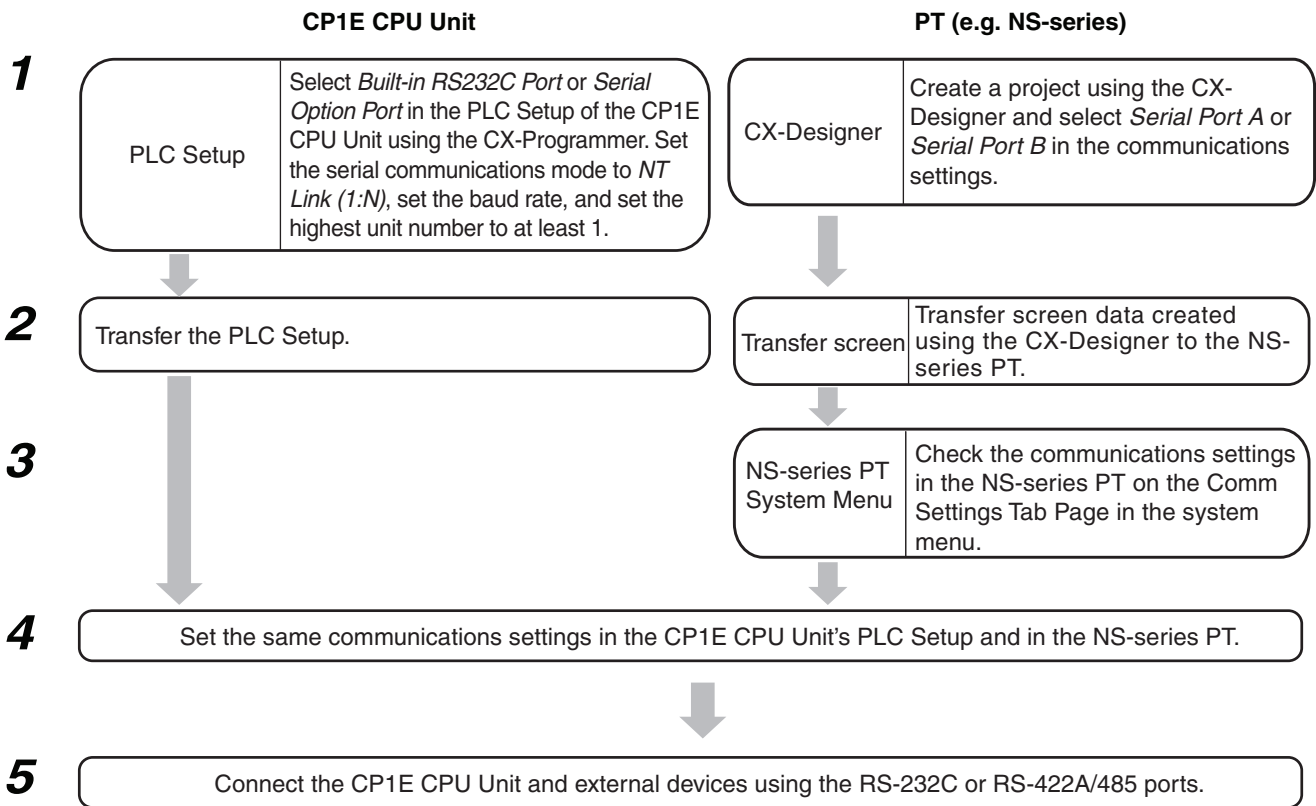 CP1E CPU Unit
PT (e.g. NS-series)
1
PLC Setup
Select Built-in RS232C Port or Serial
Option Port in the PLC Setup of the CP1E
CPU Unit using the CX-Programmer. Set
the serial communications mode to NT
Link (1:N), set the baud rate, and set the
highest unit number to at least 1.
CX-Designer
Create a project using the CX-
Designer and select Serial Port A or
Serial Port B in the communications
settings.
2
Transfer the PLC Setup.
Transfer screen
Transfer screen data created
using the CX-Designer to the NS-
series PT.
3
NS-series PT
System Menu
Check the communications settings
in the NS-series PT on the Comm
Settings Tab Page in the system
menu.
4
Set the same communications settings in the CP1E CPU Unit's PLC Setup and in the NS-series PT.
5
Connect the CP1E CPU Unit and external devices using the RS-232C or RS-422A/485 ports.